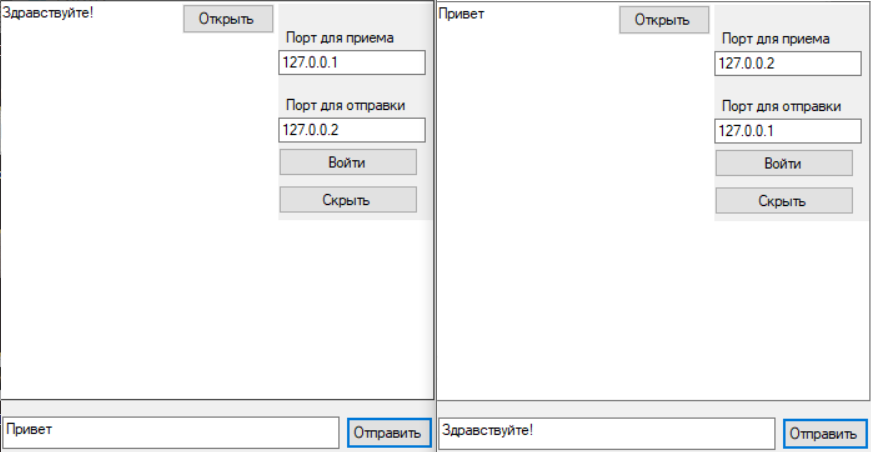 Здравствуйте!
Открыть
Порт для приема
127.0.0.1
Порт для отправки
127.0.0.2
Войти
Скрыть
Привет
Отправить
Привет
Открыть
Порт для приема
127.0.0.2
Порт для отправки
127.0.0.1
Войти
Скрыть
Здравствуйте!
Отправить